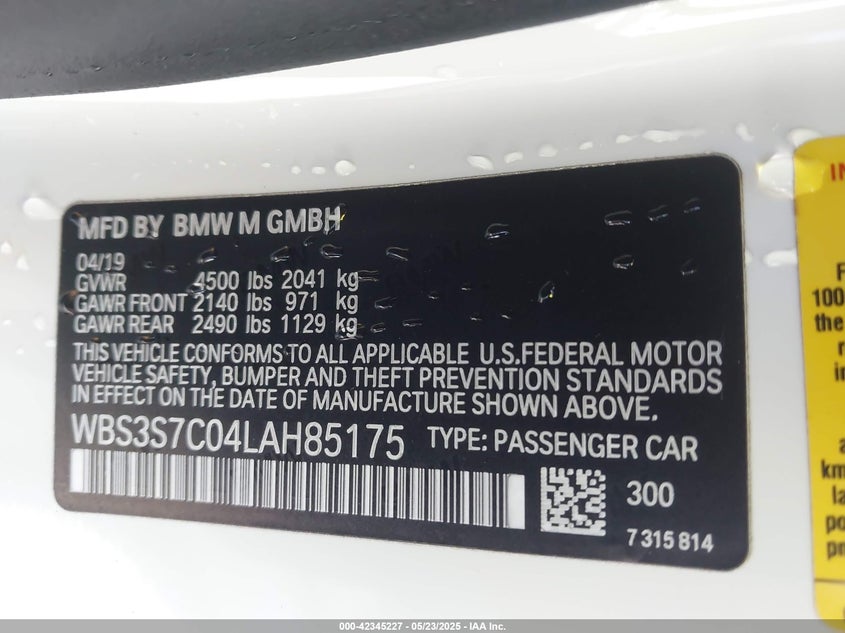 MFD BY BMW M GMBH
04/19
GVWR 4500 lbs 2041 kg
GAWR FRONT 2140 lbs 971 kg
GAWR REAR 2490 lbs 1129 kg
THIS VEHICLE CONFORMS TO ALL APPLICABLE U.S.FEDERAL MOTOR
VEHICLE SAFETY, BUMPER AND THEFT PREVENTION STANDARDS
IN EFFECT ON THE DATE OF MANUFACTURE SHOWN ABOVE.
WBS3S7C04LAH85175 TYPE: PASSENGER CAR
300
7 315 814
000-42345227 - 05/23/2025 - IAA Inc.